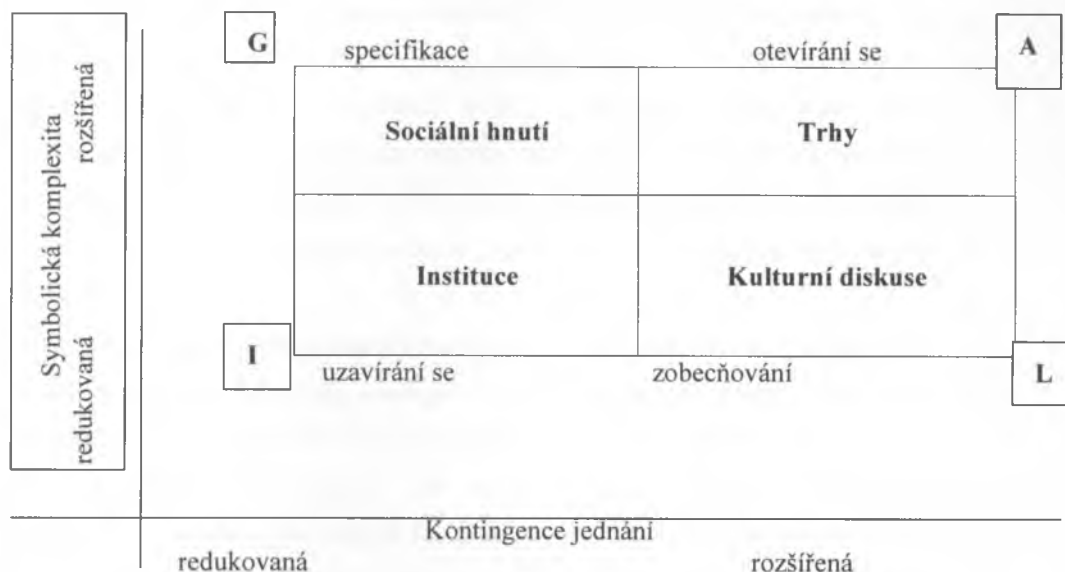 G
specifikace
otevírání se
A
Symbolická komplexita
rozšířená
redukovaná
Sociální hnutí
Trhy
Instituce
Kulturní diskuse
I
uzavírání se
zobecňování
L
Kontingence jednání
redukovaná
rozšířená